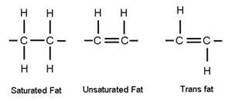 H H
–C–C–
H H
Saturated Fat
H H
–C=C–
Unsaturated Fat
H
–C=C–
H
Trans fat